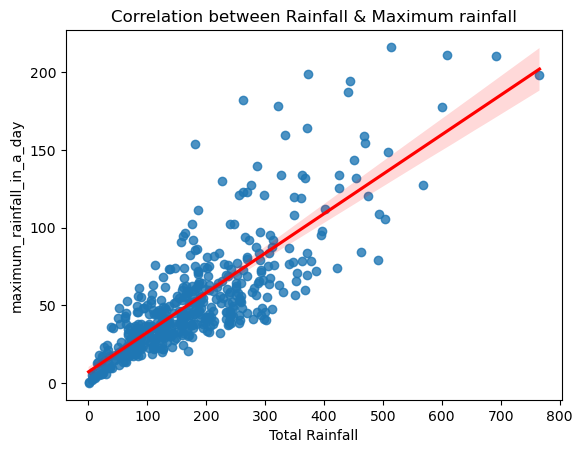 Correlation between Rainfall & Maximum rainfall
maximum_rainfall_in_a_day
200
150
100
50
0
0 100 200 300 400 500 600 700 800
Total Rainfall